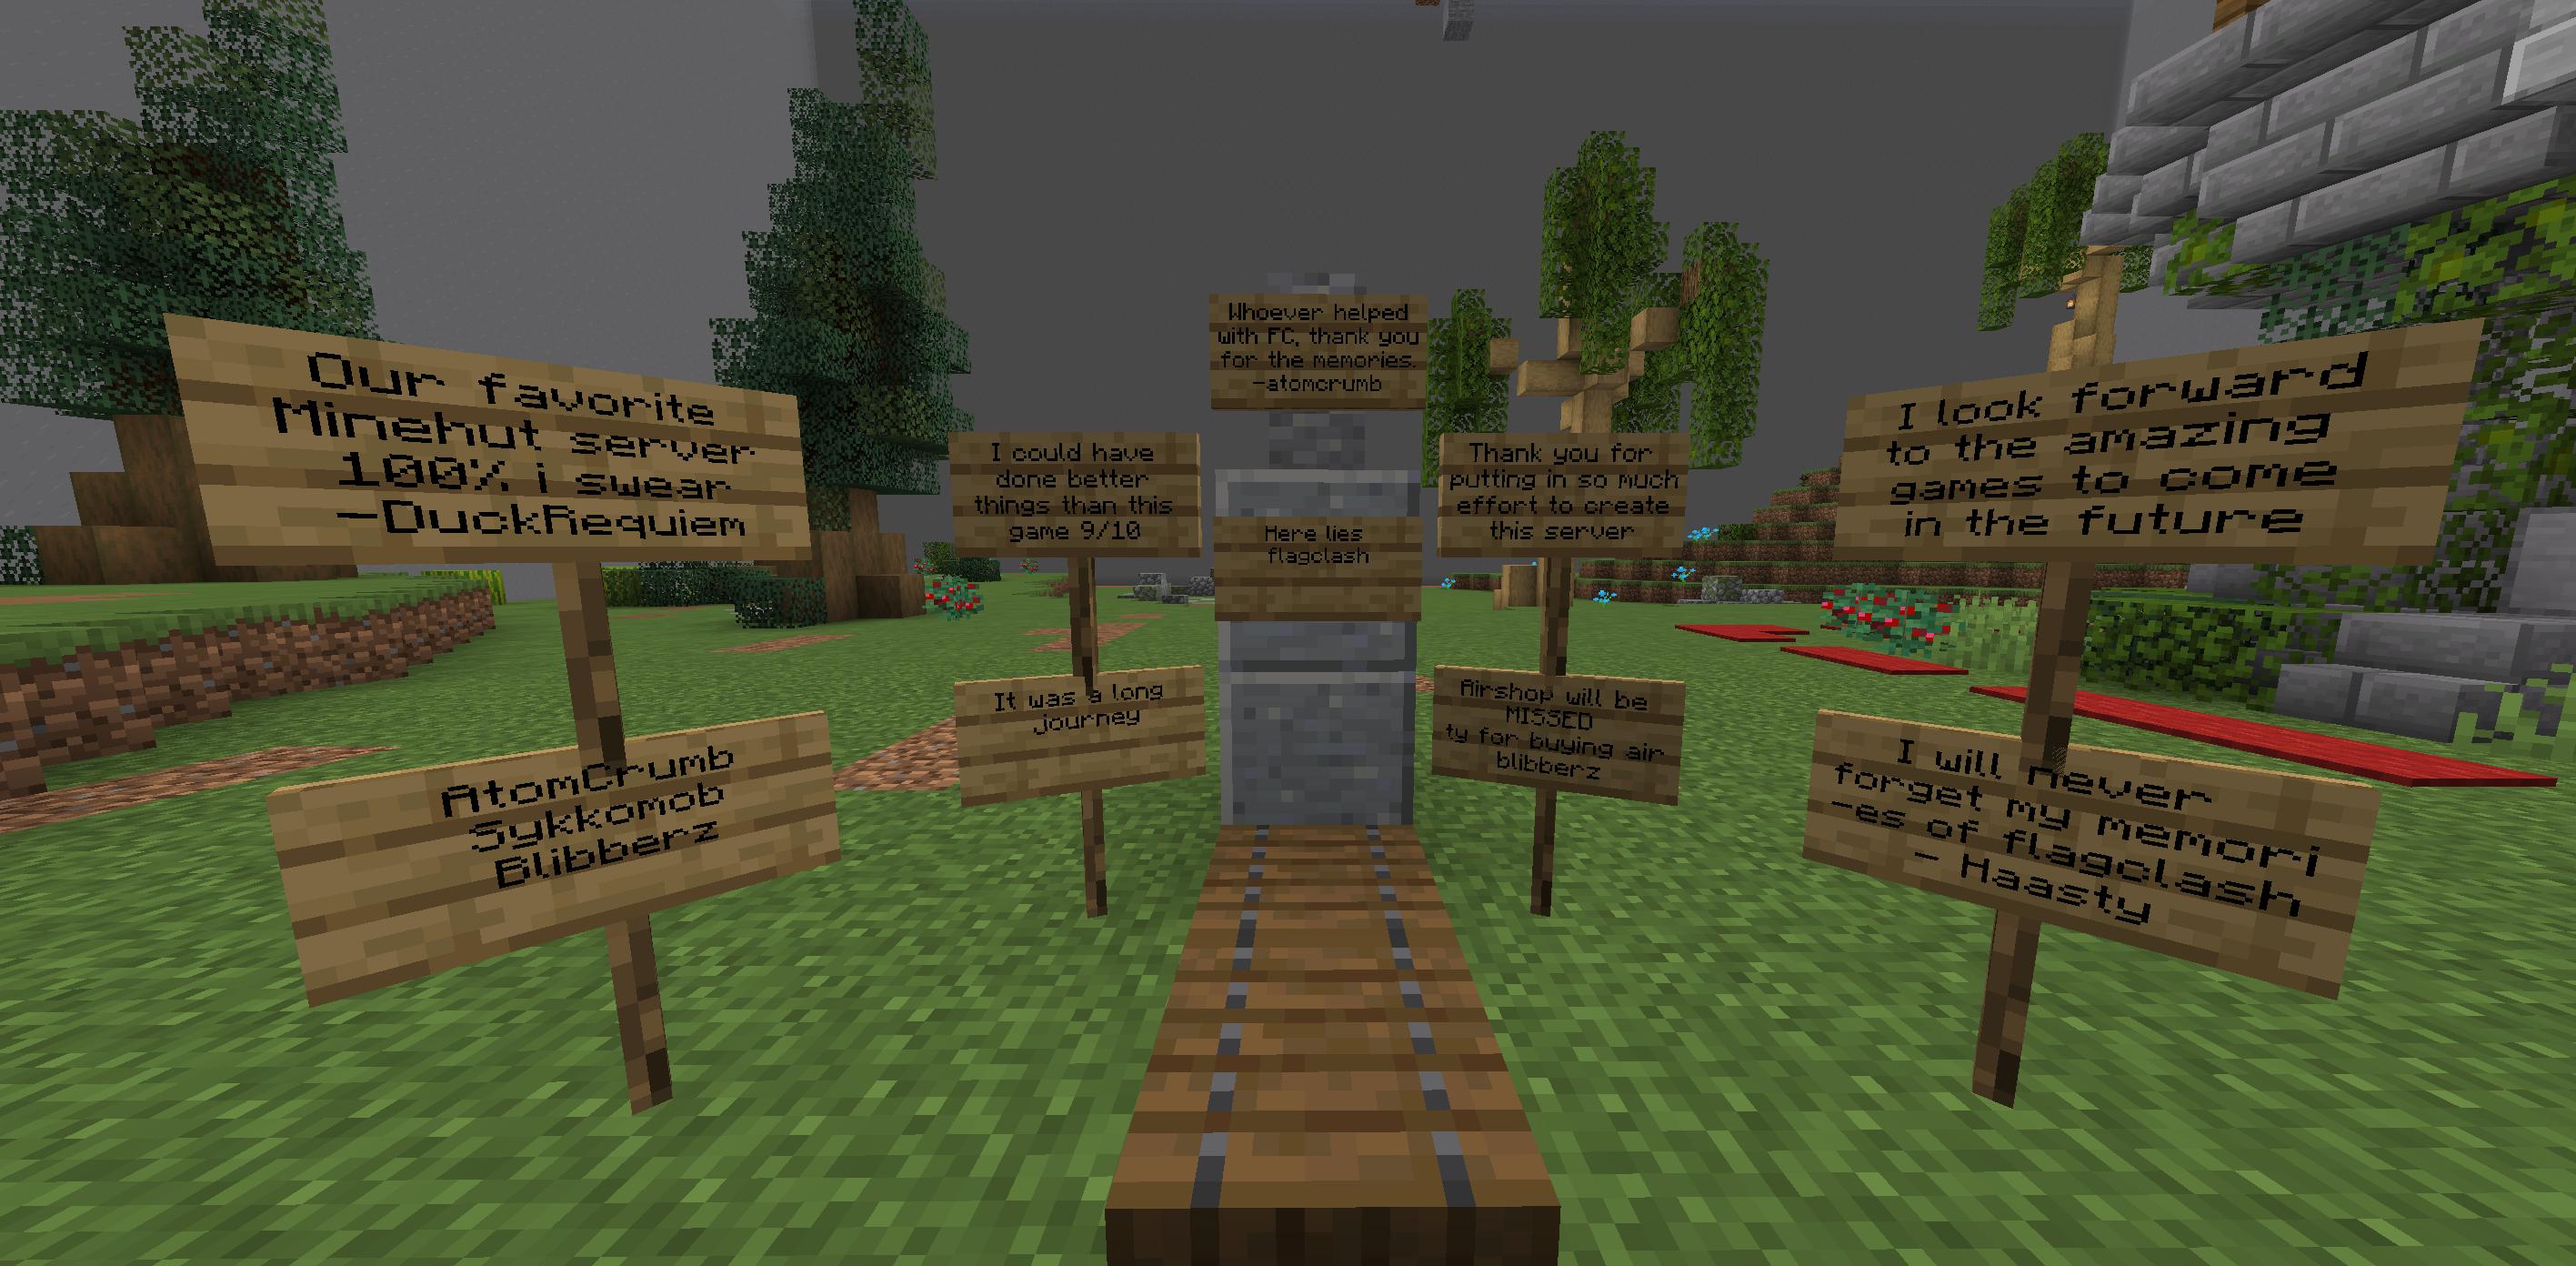 Our favorite
Minehut server
100% i swear
-DuckRequiem
AtomCrumb
Sykkomob
Blibberz
I could have
done better
things than this
game 9/10
It was a long
journey
Whoever helped
with FC, thank you
for the memories.
-atomcrumb
Here lies
flagclash
Thank you for
putting in so much
effort to create
this server
Airshop will be
MISSED
ty for buying air
blibberz
I look forward
to the amazing
games to come
in the future
I will never
forget my memori
-es of flagclash
- Haasty